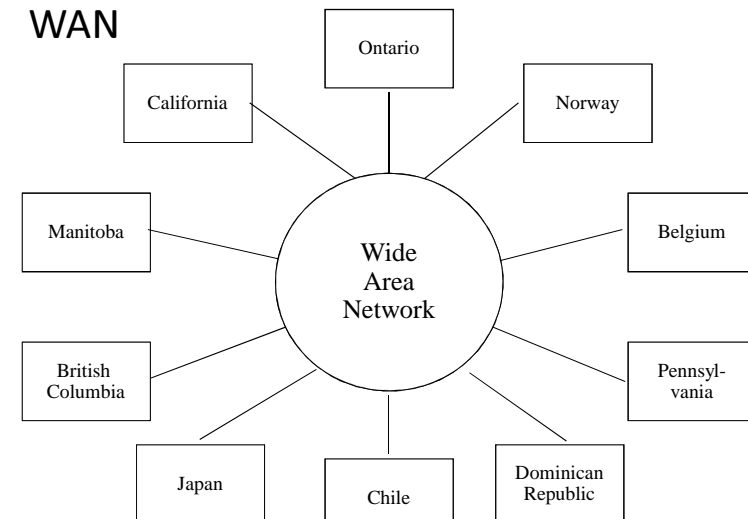 WAN
Ontario
California
Norway
Manitoba
Belgium
Wide
Area
Network
British
Columbia
Pennsyl-
vania
Japan
Chile
Dominican
Republic